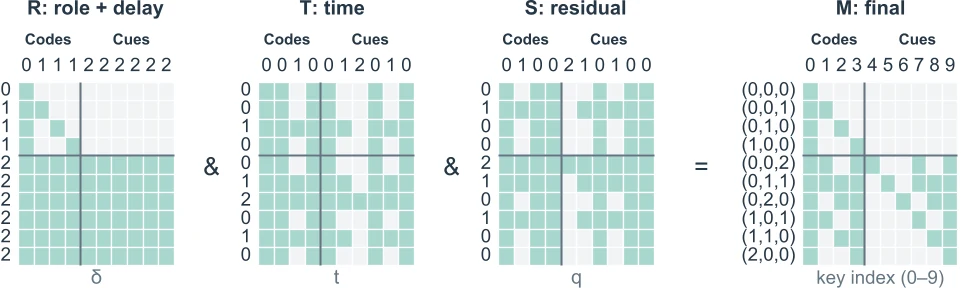 R: role + delay T: time S: residual M: final
Codes Cues Codes Cues Codes Cues Codes Cues
0 1 1 1 2 2 2 2 2 2 0 0 1 0 0 1 2 0 1 0 0 1 0 0 2 1 0 1 0 0 0 1 2 3 4 5 6 7 8 9
0 0 0 (0,0,0)
1 0 1 (0,0,1)
1 1 0 (0,1,0)
1 0 0 (1,0,0)
2 & 0 & 2 = (0,0,2)
2 1 1 (0,1,1)
2 2 0 (0,2,0)
2 0 1 (1,0,1)
2 1 0 (1,1,0)
2 0 0 (2,0,0)
δ t q key index (0–9)